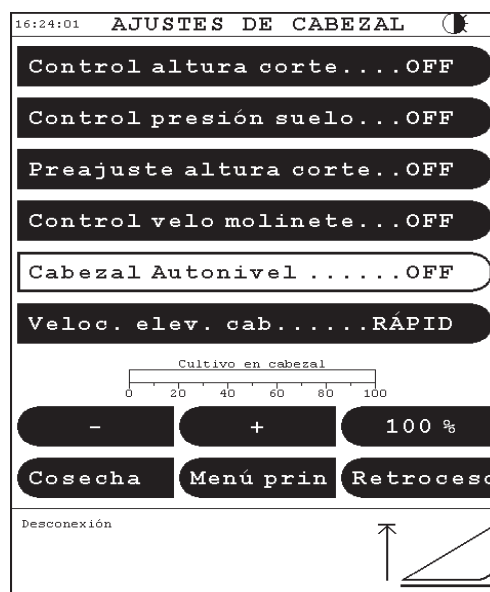 16:24:01 AJUSTES DE CABEZAL
Control altura corte....OFF
Control presión suelo...OFF
Preajuste altura corte..OFF
Control velo molinete...OFF
Cabezal Autonivel ......OFF
Veloc. elev. cab......RÁPID
Cultivo en cabezal
0 20 40 60 80 100
- + 100 %
Cosecha Menú prin Retroceso
Desconexión